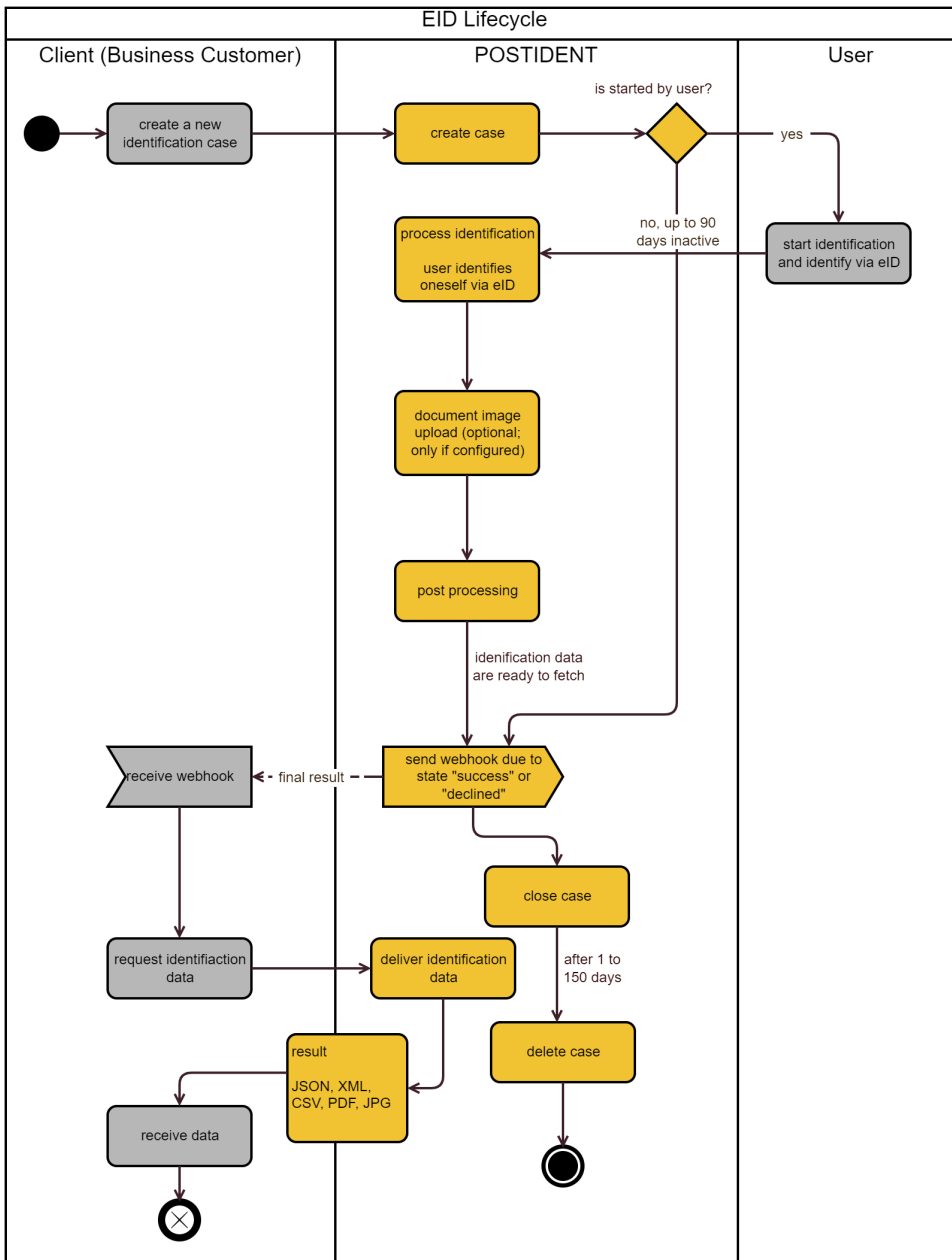 EID Lifecycle
Client (Business Customer)
POSTIDENT
User
is started by user?
create a new
identification case
create case
yes
no, up to 90
days inactive
process identification
user identifies
oneself via eID
start identification
and identify via eID
document image
upload (optional;
only if configured)
post processing
idenification data
are ready to fetch
receive webhook
final result
send webhook due to
state "success" or
"declined"
close case
request identifiaction
data
deliver identification
data
after 1 to
150 days
result
JSON, XML,
CSV, PDF, JPG
delete case
receive data